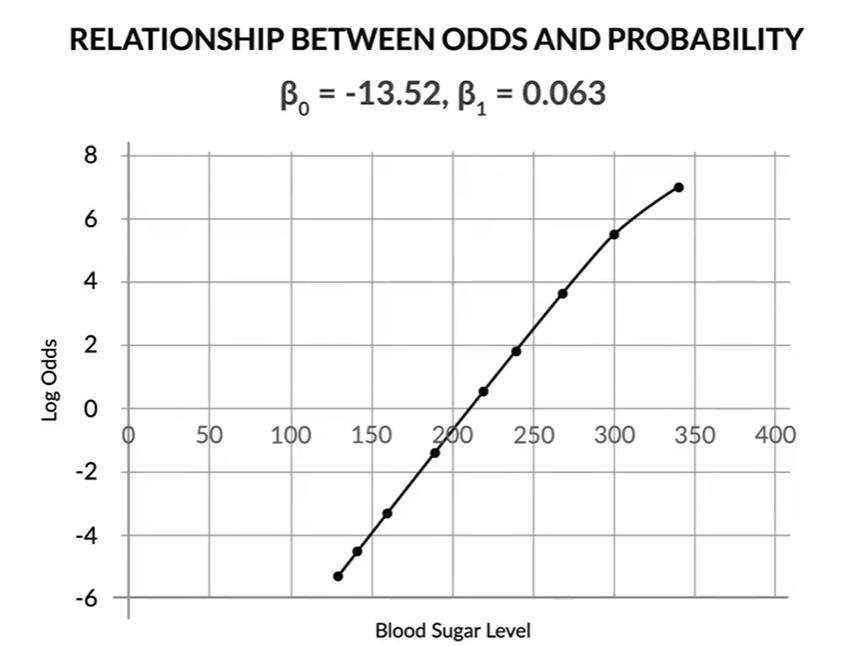 RELATIONSHIP BETWEEN ODDS AND PROBABILITY
β₀ = -13.52, β₁ = 0.063
8
6
4
2
0
0 50 100 150 200 250 300 350 400
-2
-4
-6
Log Odds
Blood Sugar Level